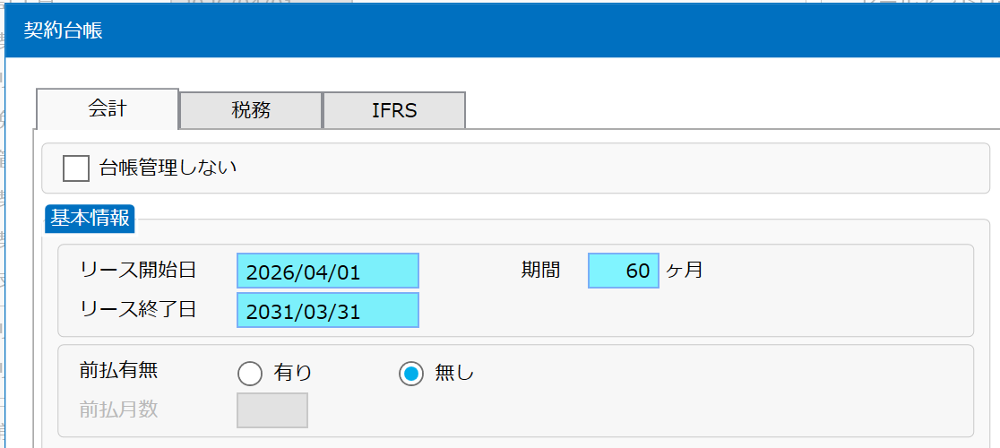 契約台帳
会計 税務 IFRS
台帳管理しない
基本情報
リース開始日 2026/04/01 期間 60 ヶ月
リース終了日 2031/03/31
前払有無 有り 無し
前払月数